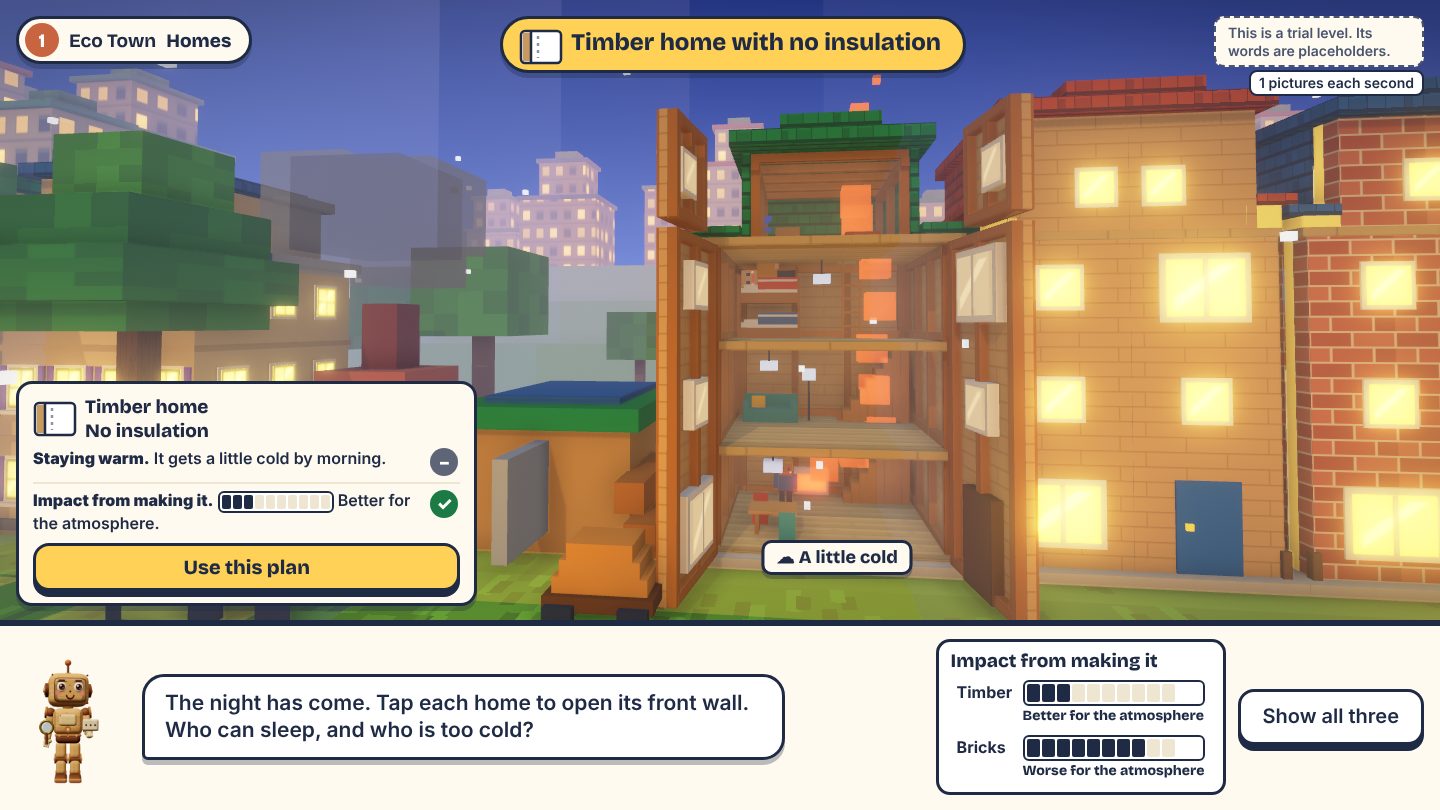 1 Eco Town Homes
Timber home with no insulation
This is a trial level. Its
words are placeholders.
1 pictures each second
Timber home
No insulation
Staying warm. It gets a little cold by morning.
Impact from making it. Better for
the atmosphere.
Use this plan
A little cold
The night has come. Tap each home to open its front wall.
Who can sleep, and who is too cold?
Impact from making it
Timber
Better for the atmosphere
Bricks
Worse for the atmosphere
Show all three